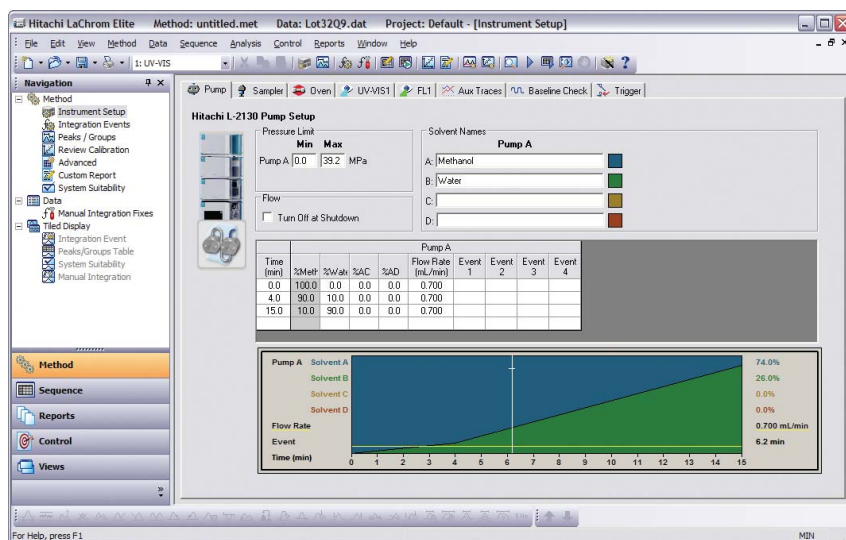 Hitachi LaChrom Elite Method: untitled.met Data: Lot32Q9.dat Project: Default - [Instrument Setup]
File Edit View Method Data Sequence Analysis Control Reports Window Help
1: UV-VIS
Navigation
Method
Instrument Setup
Integration Events
Peaks / Groups
Review Calibration
Advanced
Custom Report
System Suitability
Data
Manual Integration Fixes
Tiled Display
Integration Event
Peaks/Groups Table
System Suitability
Manual Integration
Method
Sequence
Reports
Control
Views
Pump Sampler Oven UV-VIS1 FL1 Aux Traces Baseline Check Trigger
Hitachi L-2130 Pump Setup
Pressure Limit
Min Max
Pump A 0.0 39.2 MPa
Flow
Turn Off at Shutdown
Solvent Names
Pump A
A: Methanol
B: Water
C:
D:
Pump A
Time (min) %Meth %Wate %AC %AD Flow Rate (mL/min) Event 1 Event 2 Event 3 Event 4
0.0 100.0 0.0 0.0 0.0 0.700
4.0 90.0 10.0 0.0 0.0 0.700
15.0 10.0 90.0 0.0 0.0 0.700
Pump A Solvent A 74.0%
Solvent B 26.0%
Solvent C 0.0%
Solvent D 0.0%
Flow Rate 0.700 mL/min
Event 6.2 min
Time (min) 0 1 2 3 4 5 6 7 8 9 10 11 12 13 14 15
For Help, press F1 MIN